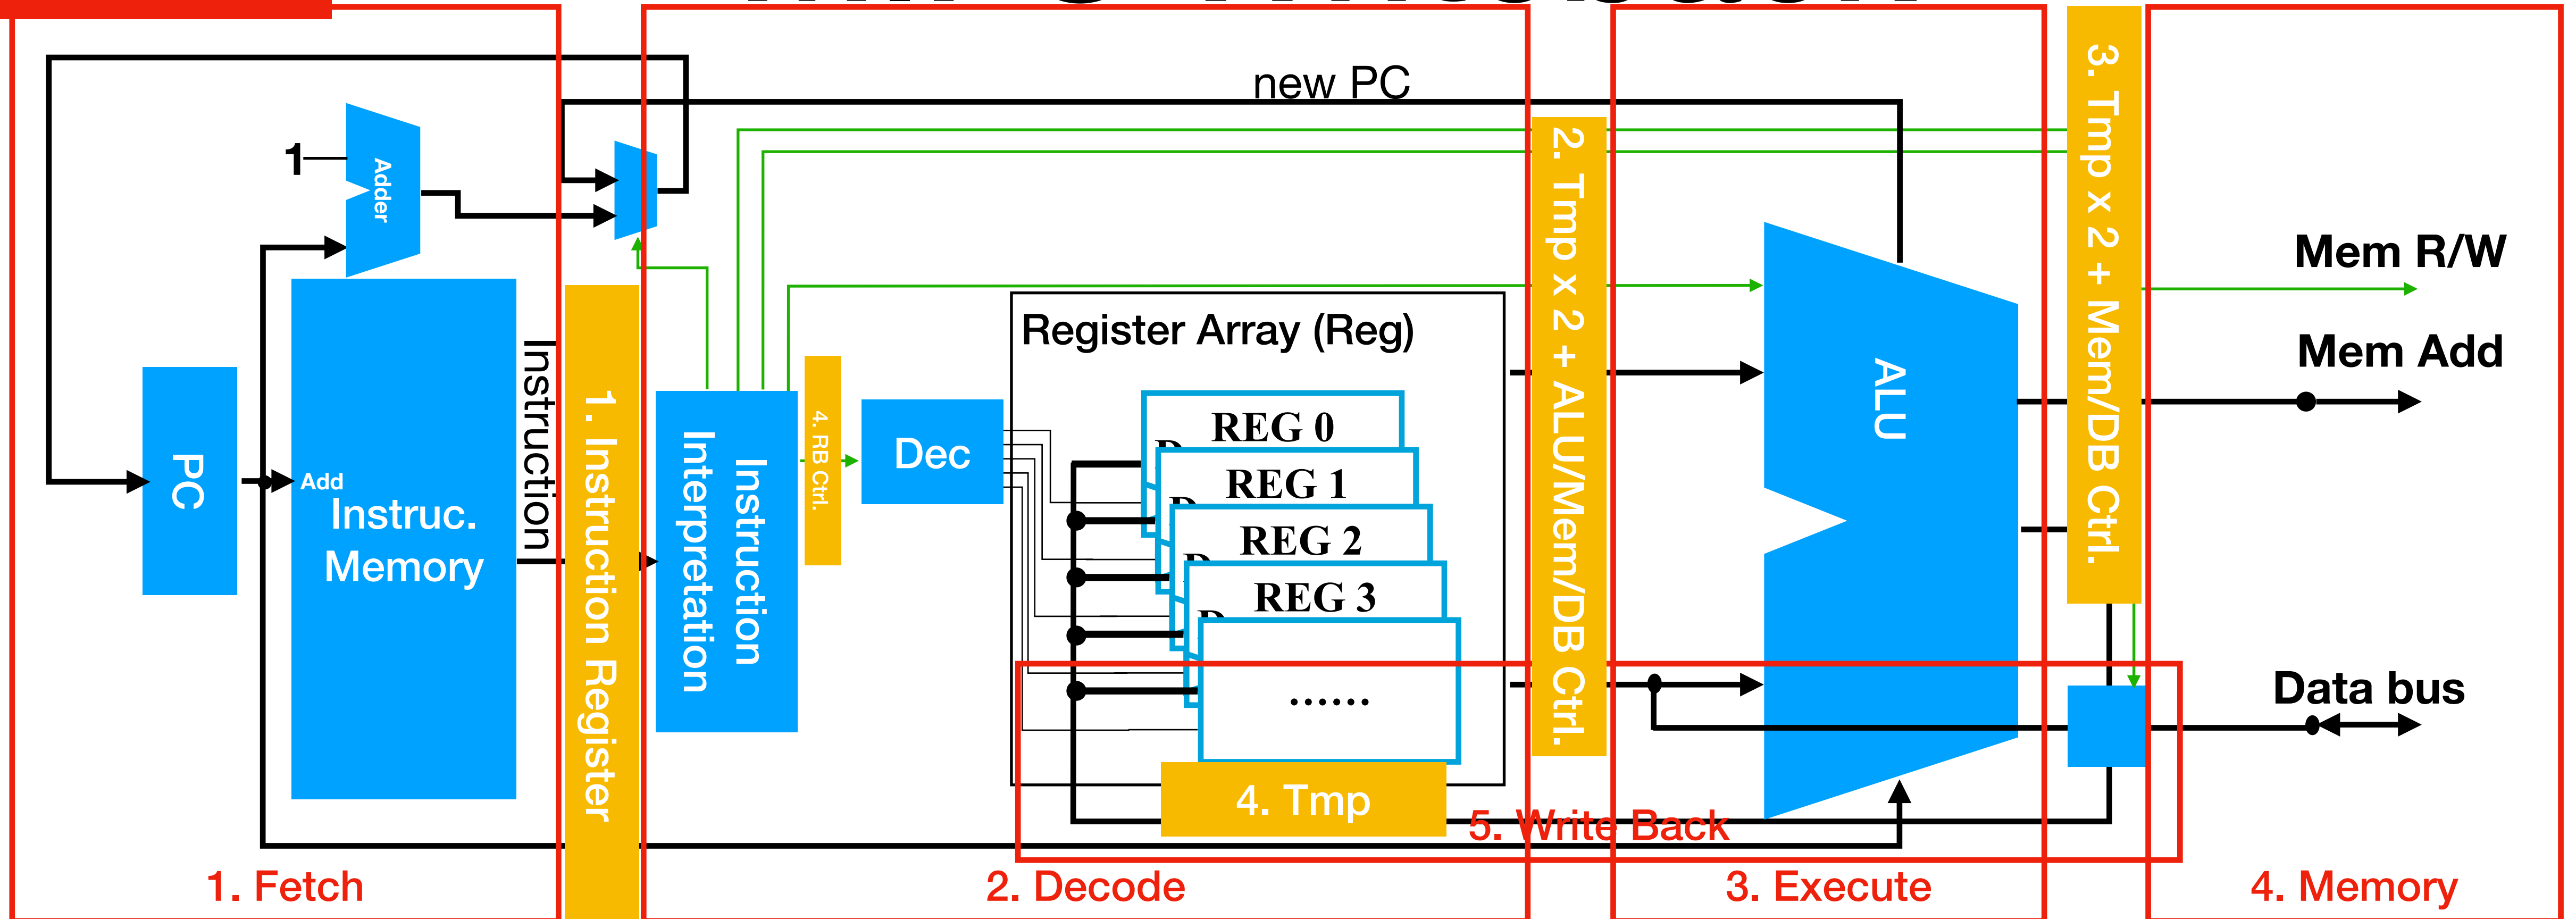 new PC
1
Adder
PC
Add
Instruc.
Memory
Instruction
1. Instruction Register
Instruction
Interpretation
4. RB Ctrl.
Dec
Register Array (Reg)
REG 0
REG 1
REG 2
REG 3
......
4. Tmp
2. Tmp x 2 + ALU/Mem/DB Ctrl.
ALU
3. Tmp x 2 + Mem/DB Ctrl.
Mem R/W
Mem Add
Data bus
5. Write Back
1. Fetch
2. Decode
3. Execute
4. Memory